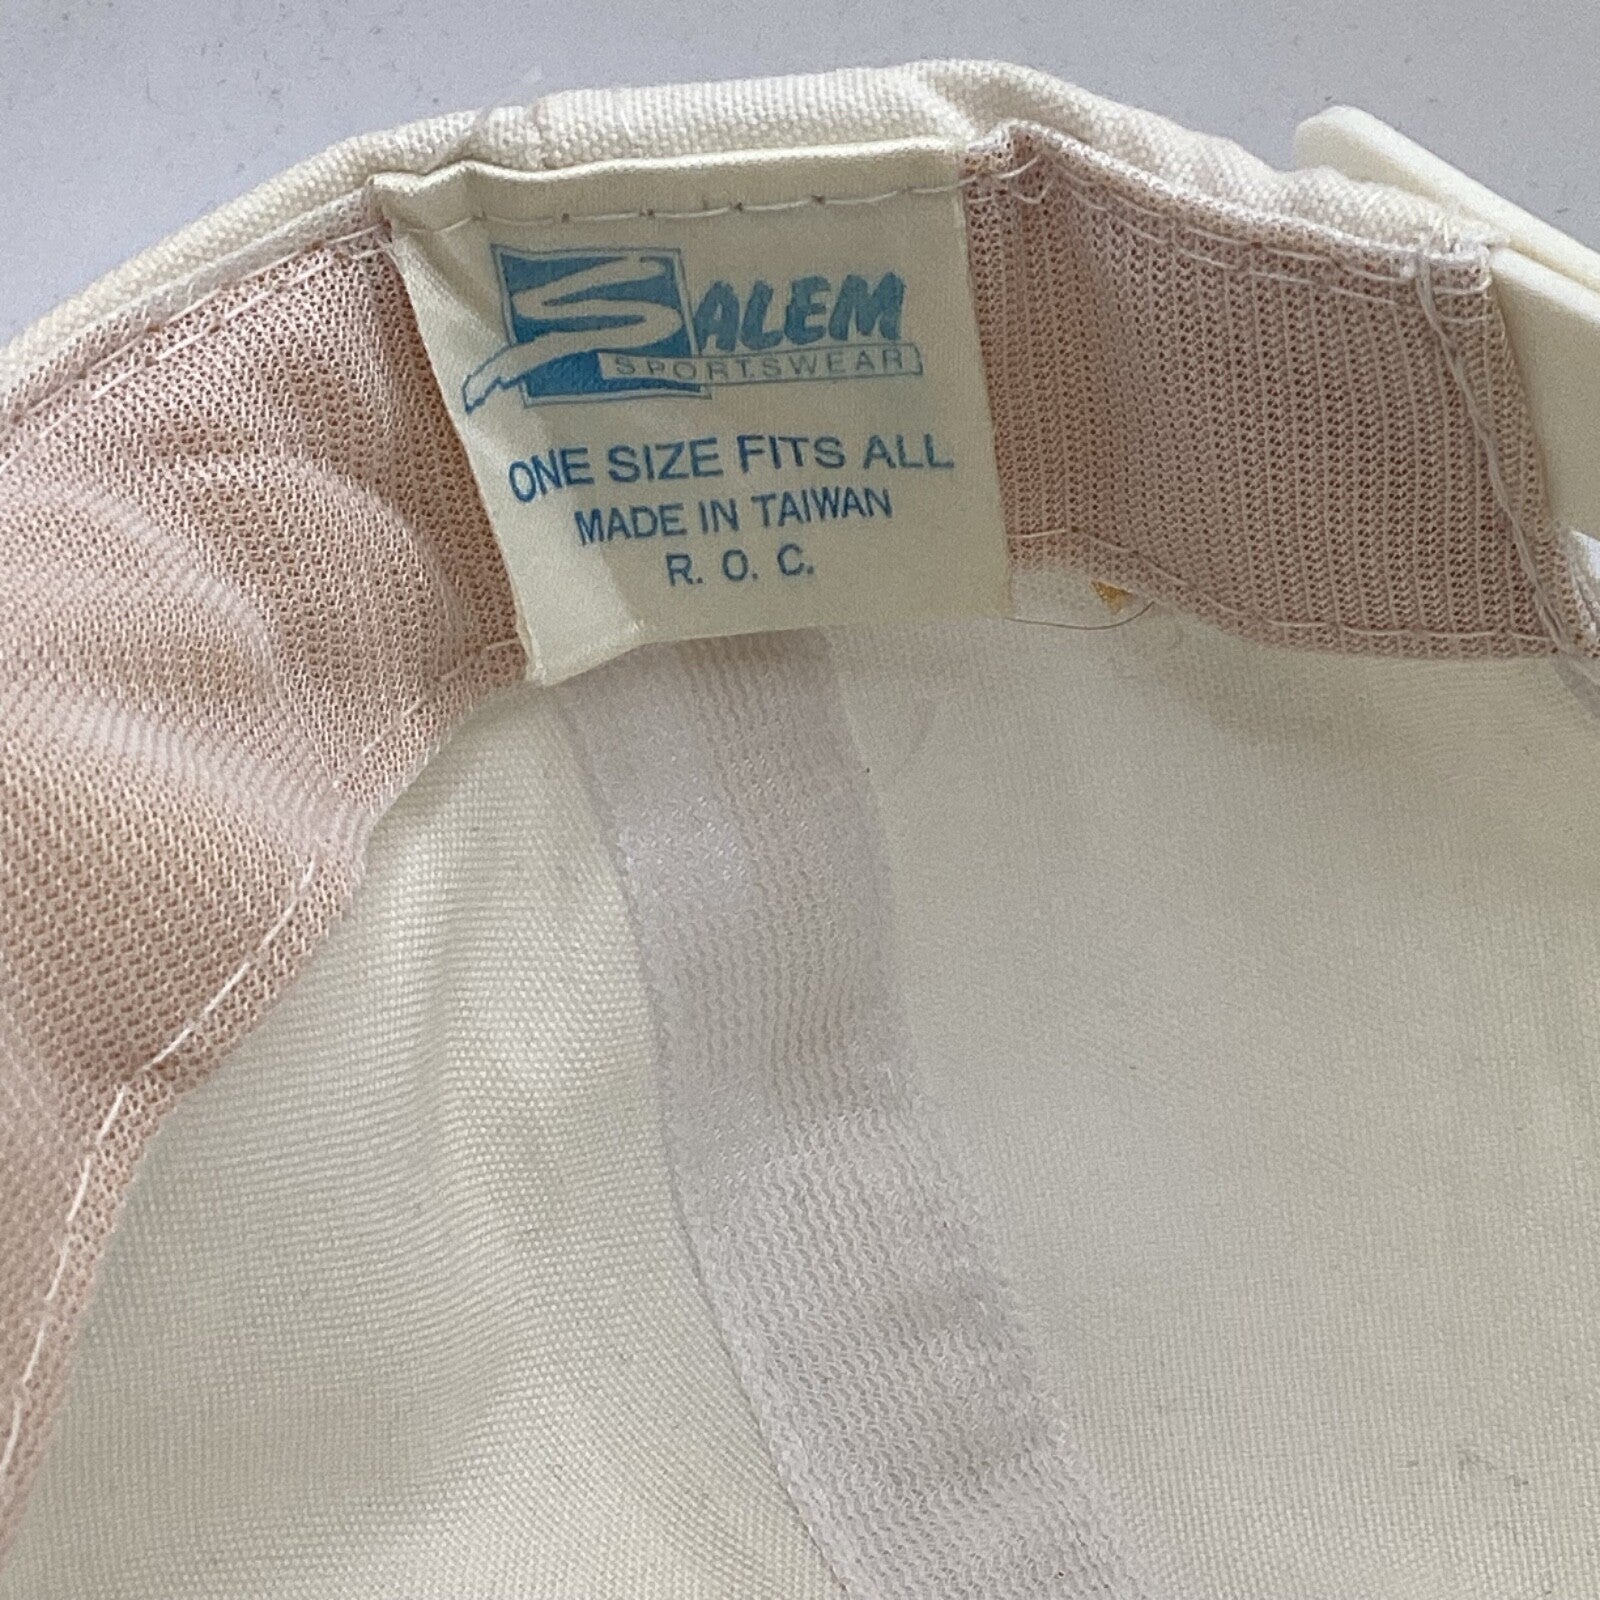 SALEM
SPORTSWEAR
ONE SIZE FITS ALL
MADE IN TAIWAN
R. O. C.